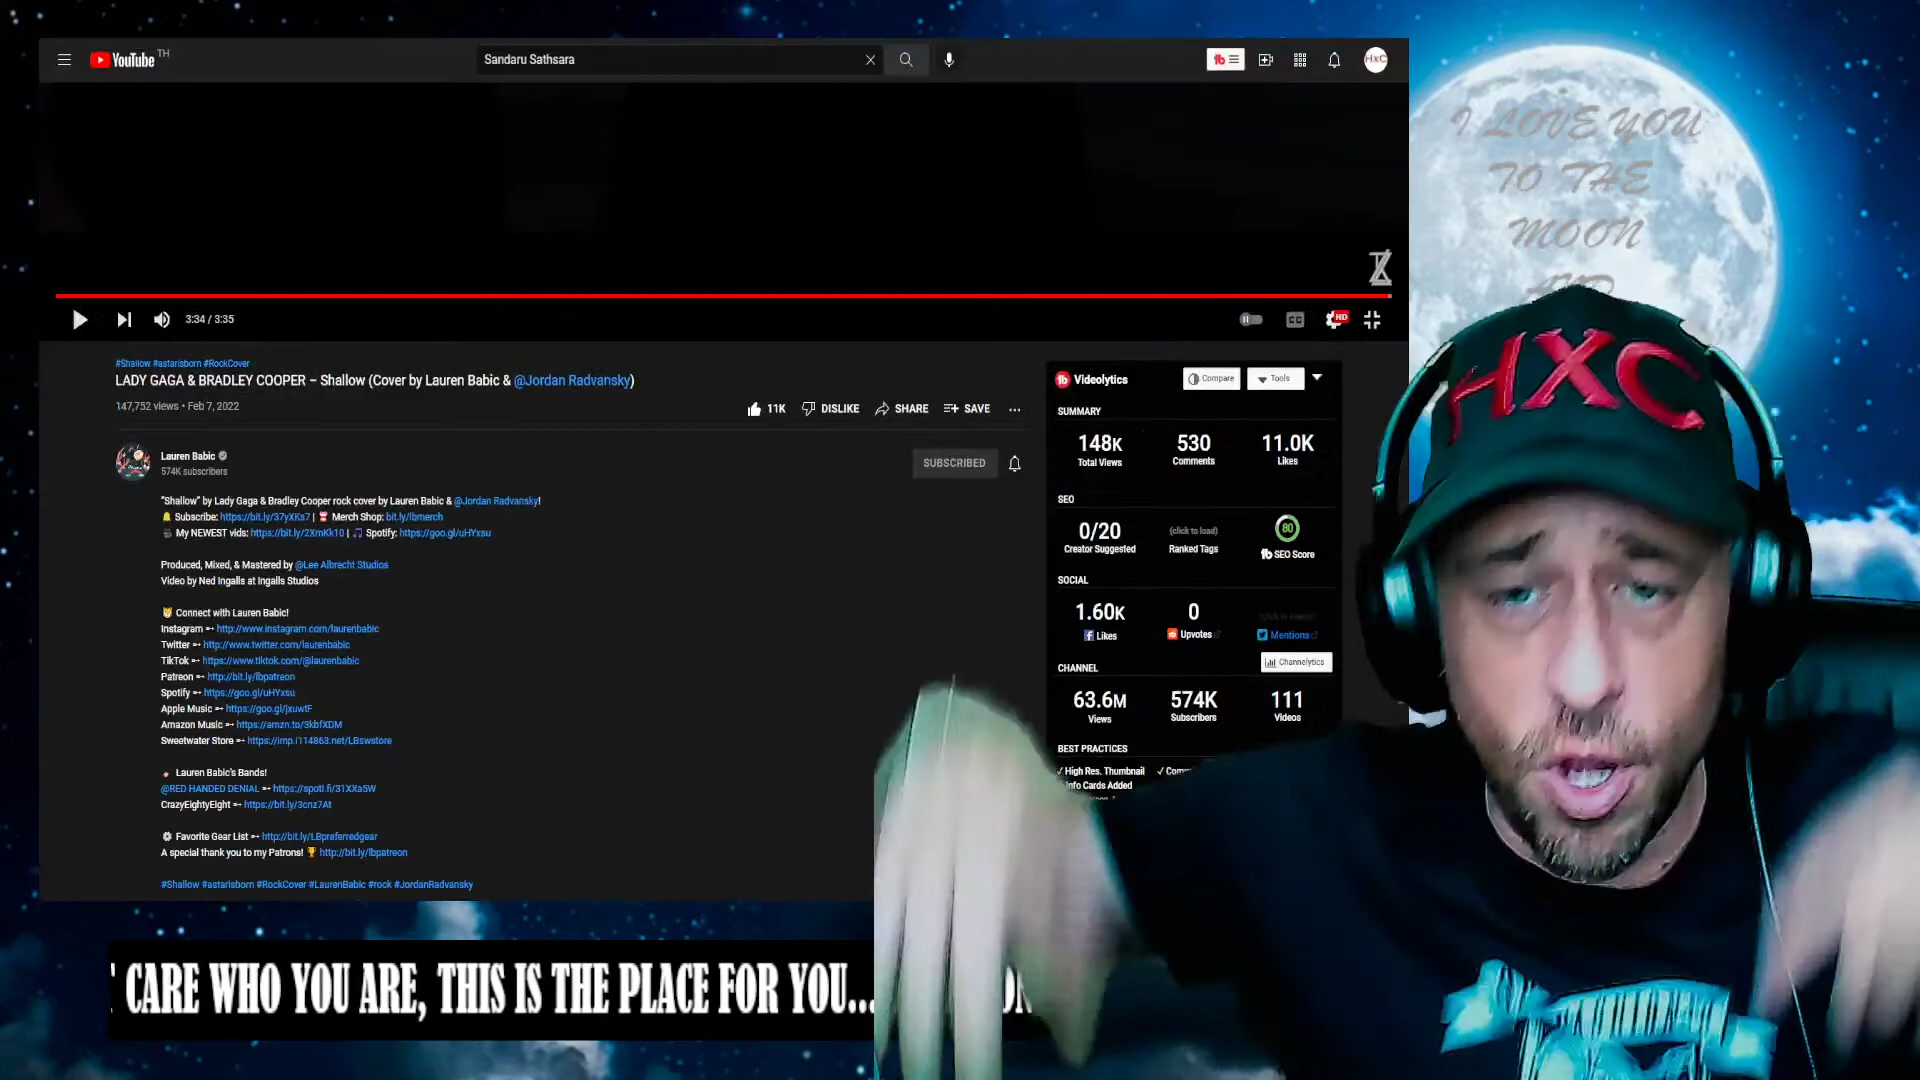 YouTube TH
Sandaru Sathsara
HXC
I LOVE YOU
TO THE
MOON
AND
3:34 / 3:35
CC
HD
#Shallow #astarisborn #RockCover
LADY GAGA & BRADLEY COOPER – Shallow (Cover by Lauren Babic & @Jordan Radvansky)
147,752 views • Feb 7, 2022
11K DISLIKE SHARE SAVE ...
Lauren Babic
574K subscribers
SUBSCRIBED
"Shallow" by Lady Gaga & Bradley Cooper rock cover by Lauren Babic & @Jordan Radvansky!
Subscribe: https://bit.ly/37yXKs7 | Merch Shop: bit.ly/lbmerch
My NEWEST vids: https://bit.ly/2XmKk10 | Spotify: https://goo.gl/uHYxsu
Produced, Mixed, & Mastered by @Lee Albrecht Studios
Video by Ned Ingalls at Ingalls Studios
Connect with Lauren Babic!
Instagram ➵ http://www.instagram.com/laurenbabic
Twitter ➵ http://www.twitter.com/laurenbabic
TikTok ➵ https://www.tiktok.com/@laurenbabic
Patreon ➵ http://bit.ly/lbpatreon
Spotify ➵ https://goo.gl/uHYxsu
Apple Music ➵ https://goo.gl/jxuwtF
Amazon Music ➵ https://amzn.to/3kbfXDM
Sweetwater Store ➵ https://imp.i114863.net/LBswstore
Lauren Babic's Bands!
@RED HANDED DENIAL ➵ https://spoti.fi/31XXa5W
CrazyEightyEight ➵ https://bit.ly/3cnz7At
Favorite Gear List ➵ http://bit.ly/LBpreferredgear
A special thank you to my Patrons! http://bit.ly/lbpatreon
#Shallow #astarisborn #RockCover #LaurenBabic #rock #JordanRadvansky
tb Videolytics Compare Tools
SUMMARY
148K 530 11.0K
Total Views Comments Likes
SEO
0/20 (click to load) 80
Creator Suggested Ranked Tags tb SEO Score
SOCIAL
1.60K 0
Likes Upvotes Mentions
CHANNEL Channelytics
63.6M 574K 111
Views Subscribers Videos
BEST PRACTICES
✓ High Res. Thumbnail ✓
Info Cards Added
HXC
CARE WHO YOU ARE, THIS IS THE PLACE FOR YOU...